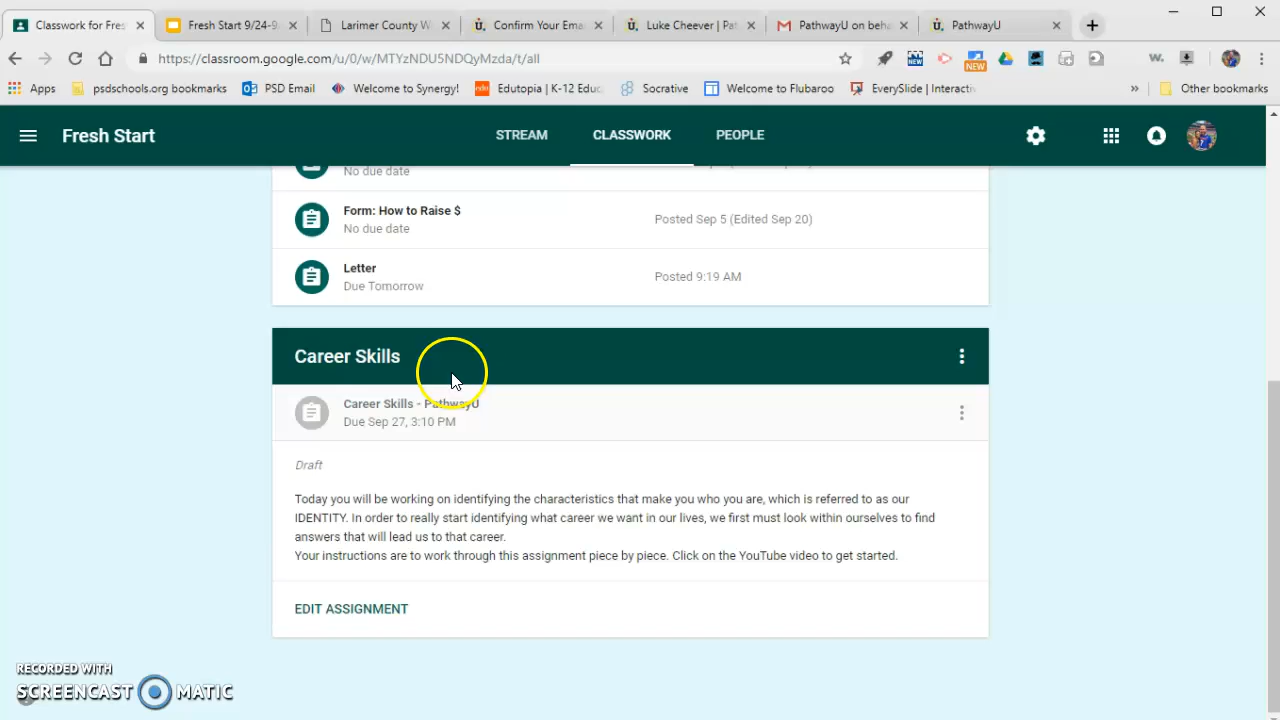 Classwork for Fres
Fresh Start 9/24-9
Larimer County W
Confirm Your Ema
Luke Cheever | Pat
PathwayU on beha
PathwayU
https://classroom.google.com/u/0/w/MTYzNDU5NDQyMzda/t/all
NEW
NEW
w.
Apps
psdschools.org bookmarks
PSD Email
Welcome to Synergy!
Edutopia | K-12 Educ
Socrative
Welcome to Flubaroo
EverySlide | Interacti
»
Other bookmarks
Fresh Start
STREAM
CLASSWORK
PEOPLE
No due date
Form: How to Raise $
No due date
Posted Sep 5 (Edited Sep 20)
Letter
Due Tomorrow
Posted 9:19 AM
Career Skills
Career Skills - PathwayU
Due Sep 27, 3:10 PM
Draft
Today you will be working on identifying the characteristics that make you who you are, which is referred to as our
IDENTITY. In order to really start identifying what career we want in our lives, we first must look within ourselves to find
answers that will lead us to that career.
Your instructions are to work through this assignment piece by piece. Click on the YouTube video to get started.
EDIT ASSIGNMENT
RECORDED WITH
SCREENCAST MATIC